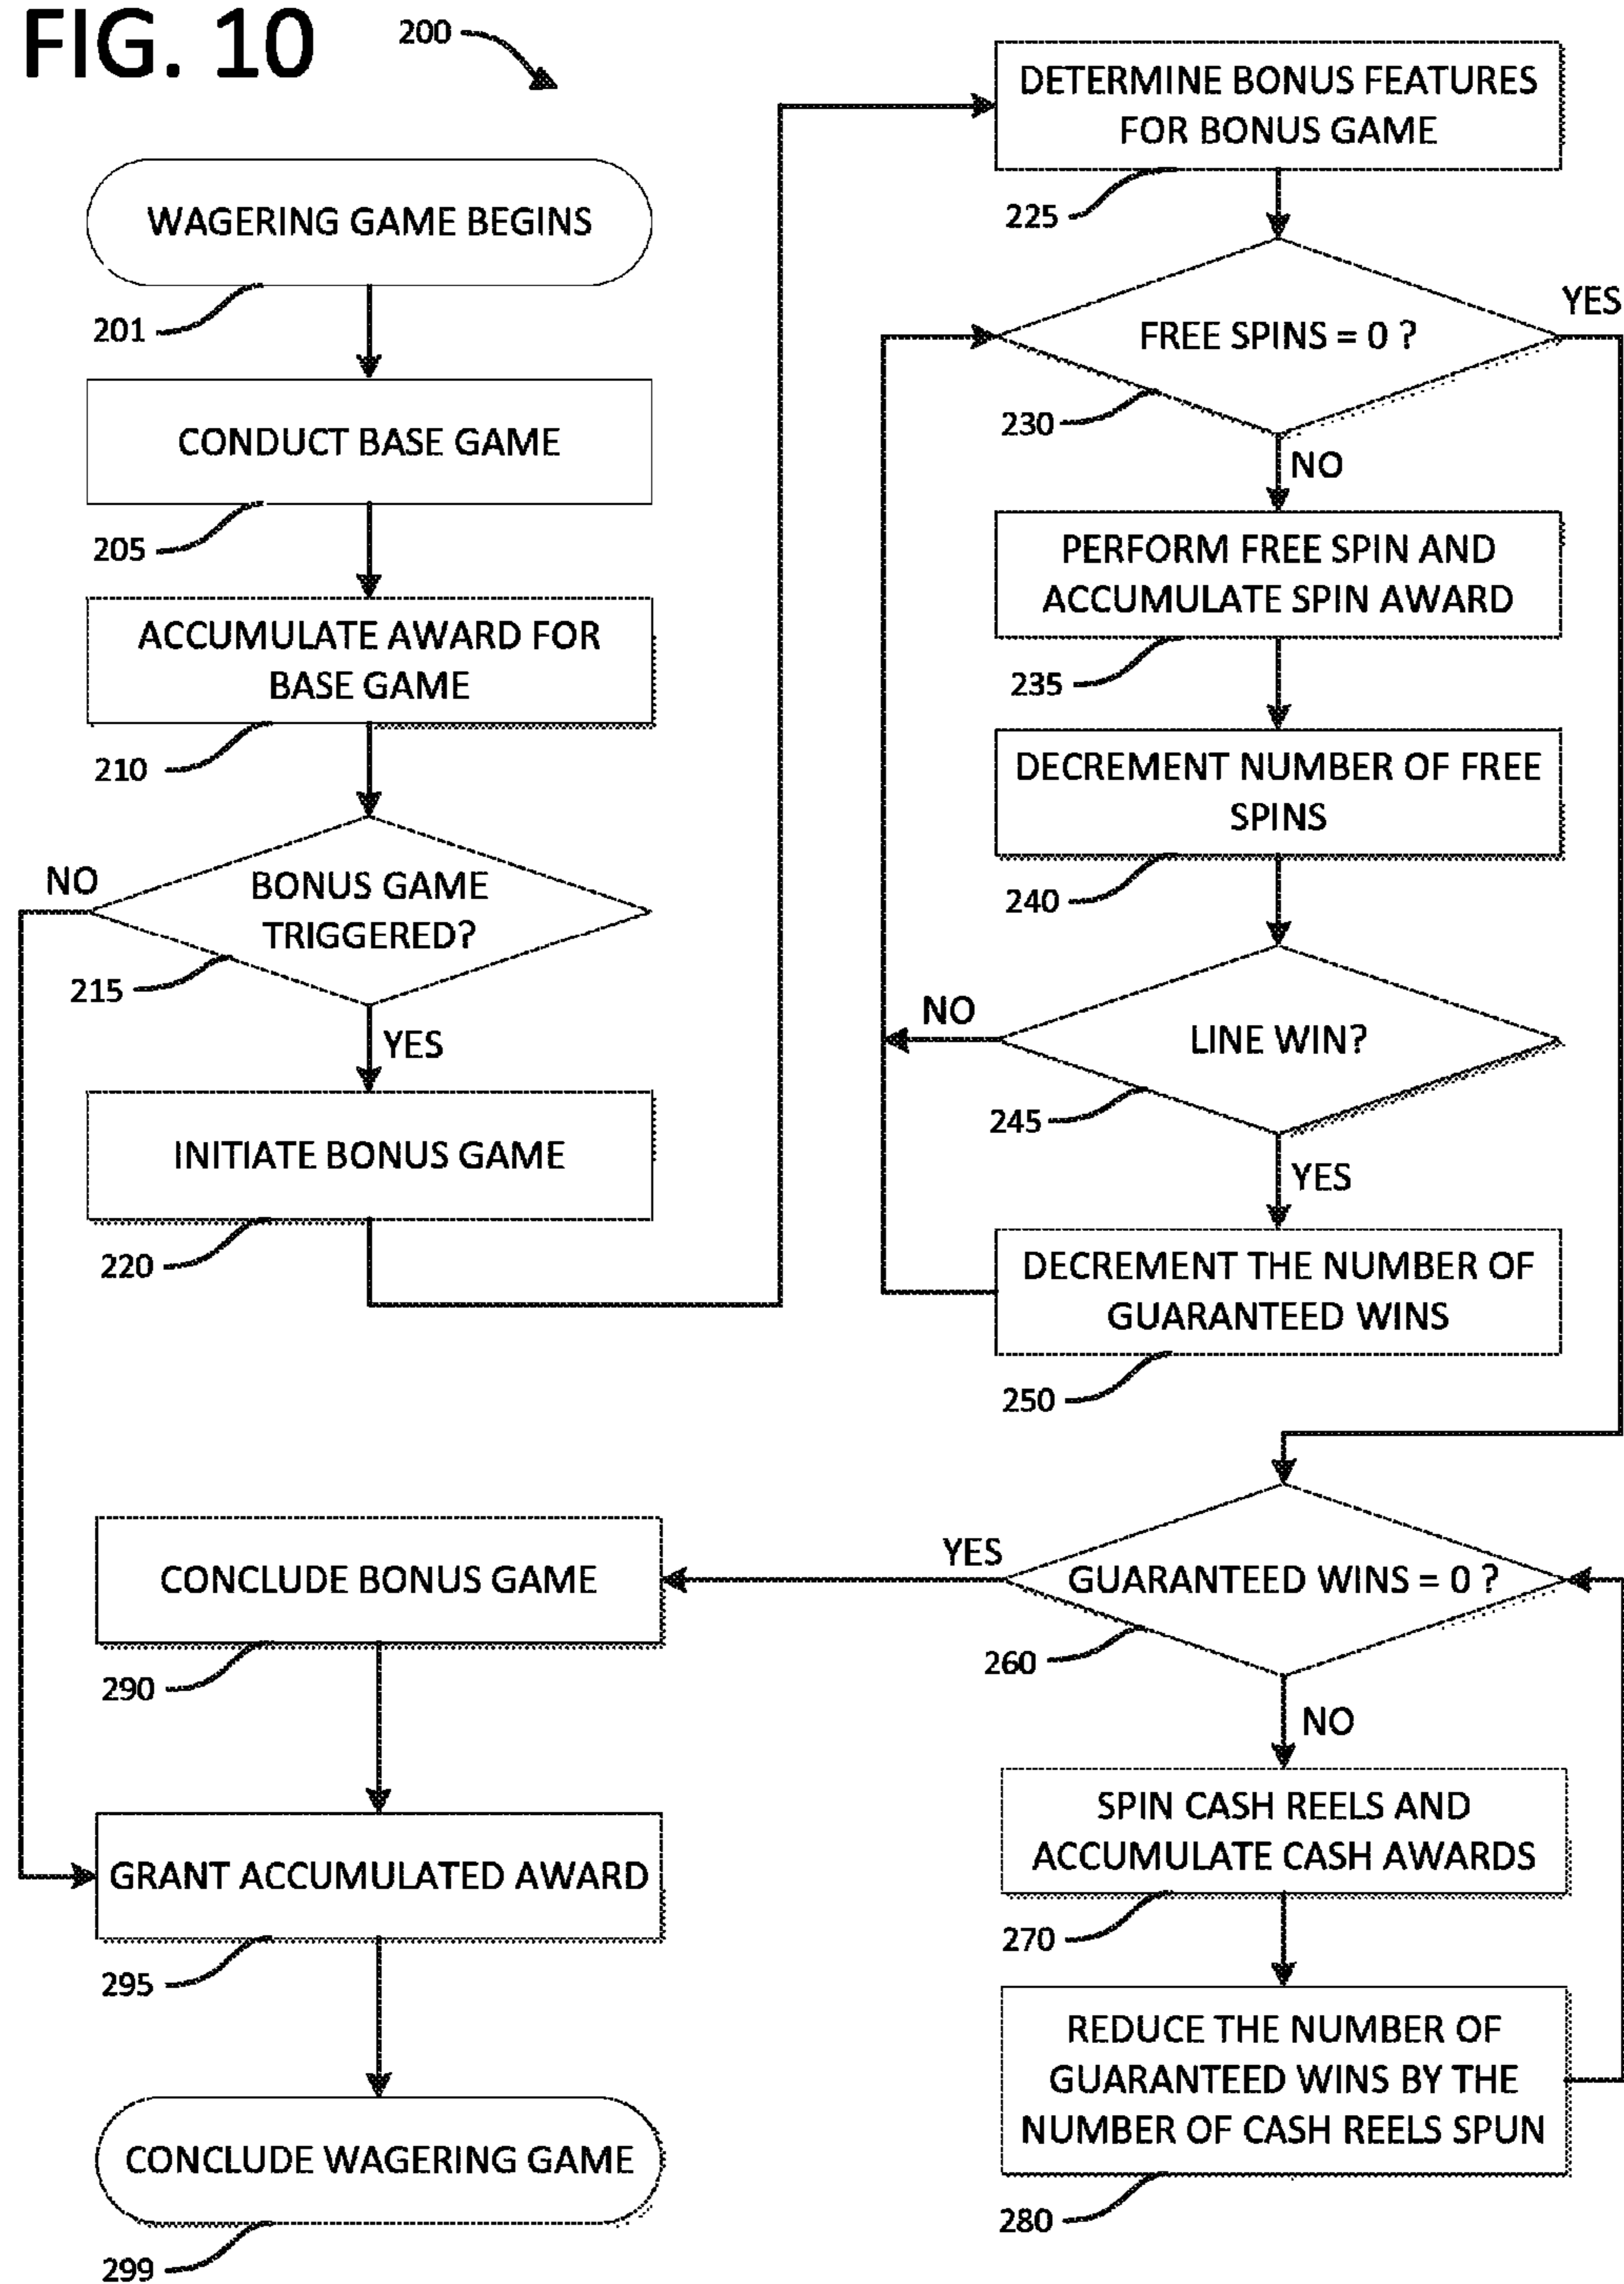 FIG. 10
200
WAGERING GAME BEGINS
201
CONDUCT BASE GAME
205
ACCUMULATE AWARD FOR
BASE GAME
210
BONUS GAME
TRIGGERED?
NO
215
YES
INITIATE BONUS GAME
220
DETERMINE BONUS FEATURES
FOR BONUS GAME
225
FREE SPINS = 0 ?
YES
230
NO
PERFORM FREE SPIN AND
ACCUMULATE SPIN AWARD
235
DECREMENT NUMBER OF FREE
SPINS
240
LINE WIN?
NO
245
YES
DECREMENT THE NUMBER OF
GUARANTEED WINS
250
GUARANTEED WINS = 0 ?
YES
260
NO
SPIN CASH REELS AND
ACCUMULATE CASH AWARDS
270
REDUCE THE NUMBER OF
GUARANTEED WINS BY THE
NUMBER OF CASH REELS SPUN
280
CONCLUDE BONUS GAME
290
GRANT ACCUMULATED AWARD
295
CONCLUDE WAGERING GAME
299